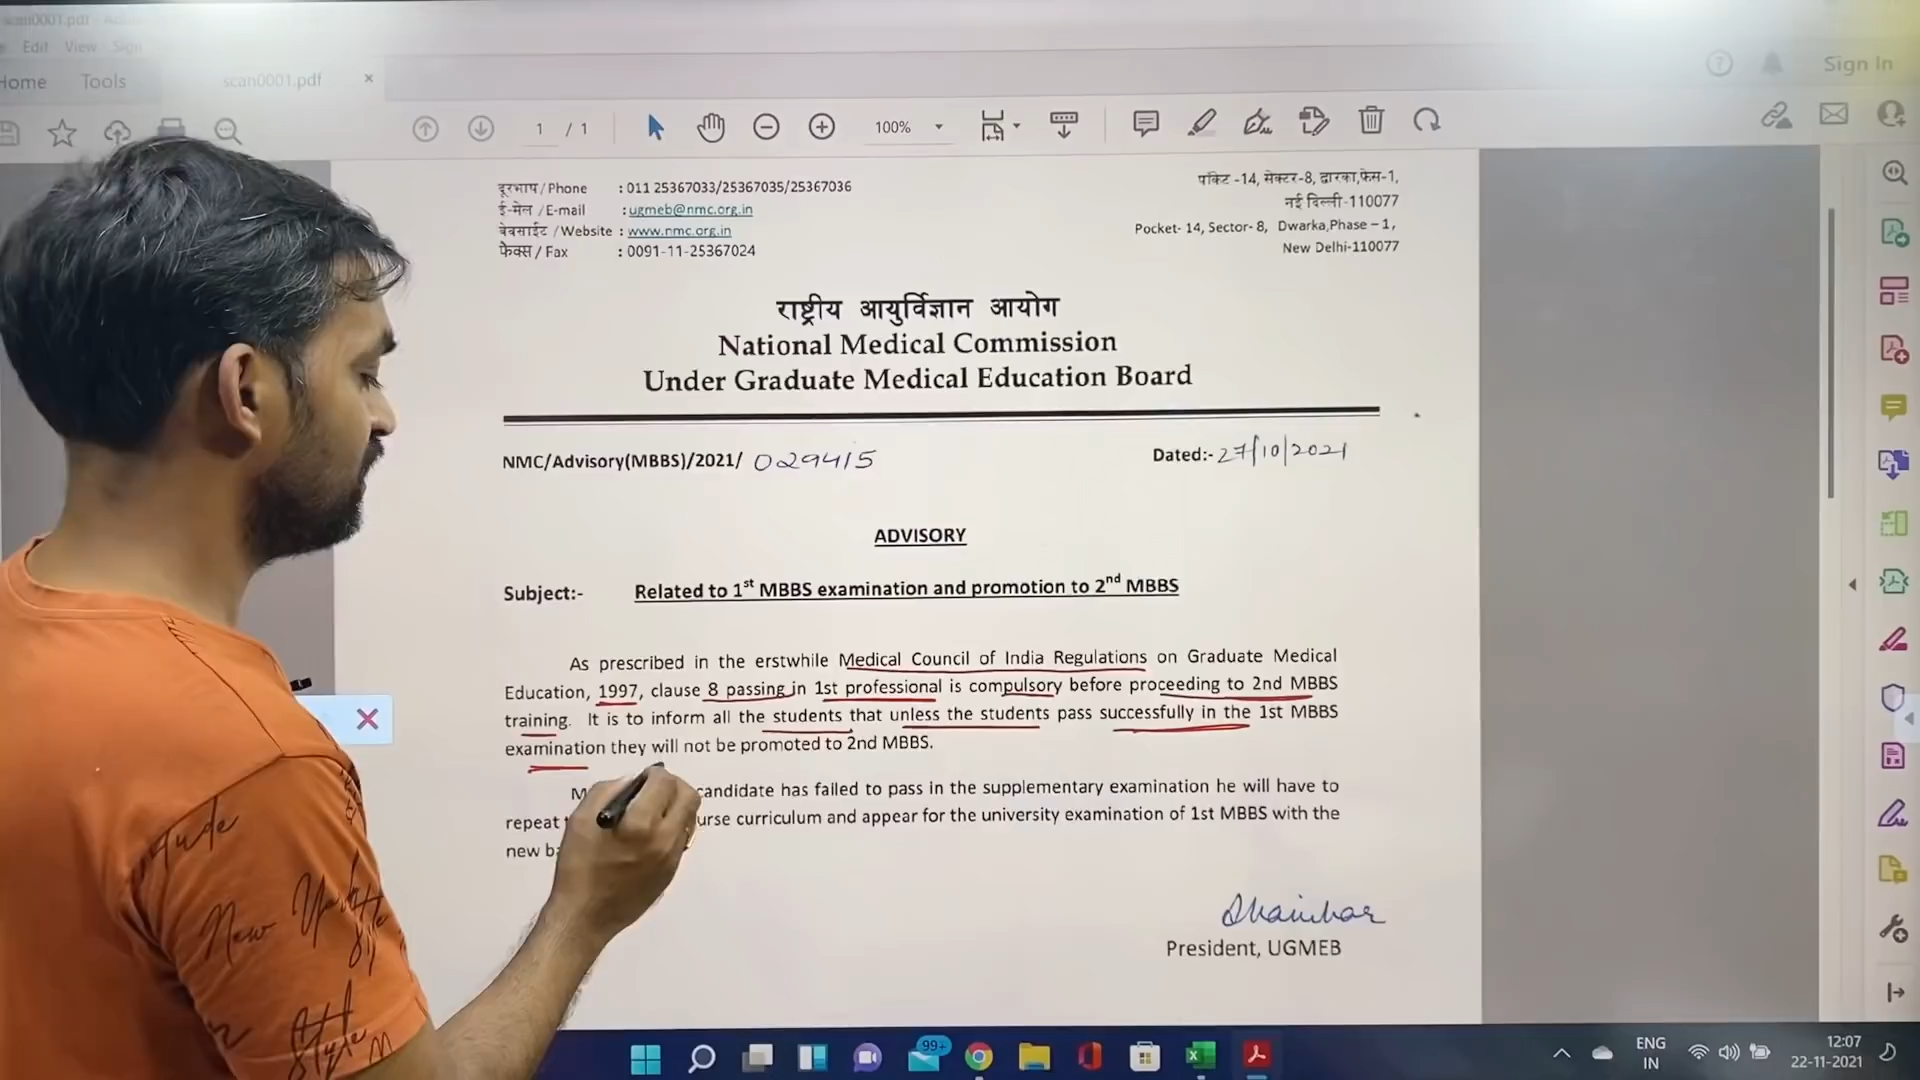 scan0001.pdf - A
Edit View Sign
Home Tools scan0001.pdf × Sign In
1 / 1 100%
दूरभाष / Phone : 011 25367033/25367035/25367036
ई-मेल / E-mail : ugmeb@nmc.org.in
वेबसाईट / Website : www.nmc.org.in
फैक्स / Fax : 0091-11-25367024
पॉकेट -14, सेक्टर-8, द्वारका,फेस-1,
नई दिल्ली-110077
Pocket- 14, Sector- 8, Dwarka,Phase – 1,
New Delhi-110077
राष्ट्रीय आयुर्विज्ञान आयोग
National Medical Commission
Under Graduate Medical Education Board
NMC/Advisory(MBBS)/2021/ 029415 Dated:- 27/10/2021
ADVISORY
Subject:- Related to 1st MBBS examination and promotion to 2nd MBBS
As prescribed in the erstwhile Medical Council of India Regulations on Graduate Medical
Education, 1997, clause 8 passing in 1st professional is compulsory before proceeding to 2nd MBBS
training. It is to inform all the students that unless the students pass successfully in the 1st MBBS
examination they will not be promoted to 2nd MBBS.
candidate has failed to pass in the supplementary examination he will have to
repeat curriculum and appear for the university examination of 1st MBBS with the
new
President, UGMEB
New York
Style
Style
99+
ENG
IN
12:07
22-11-2021